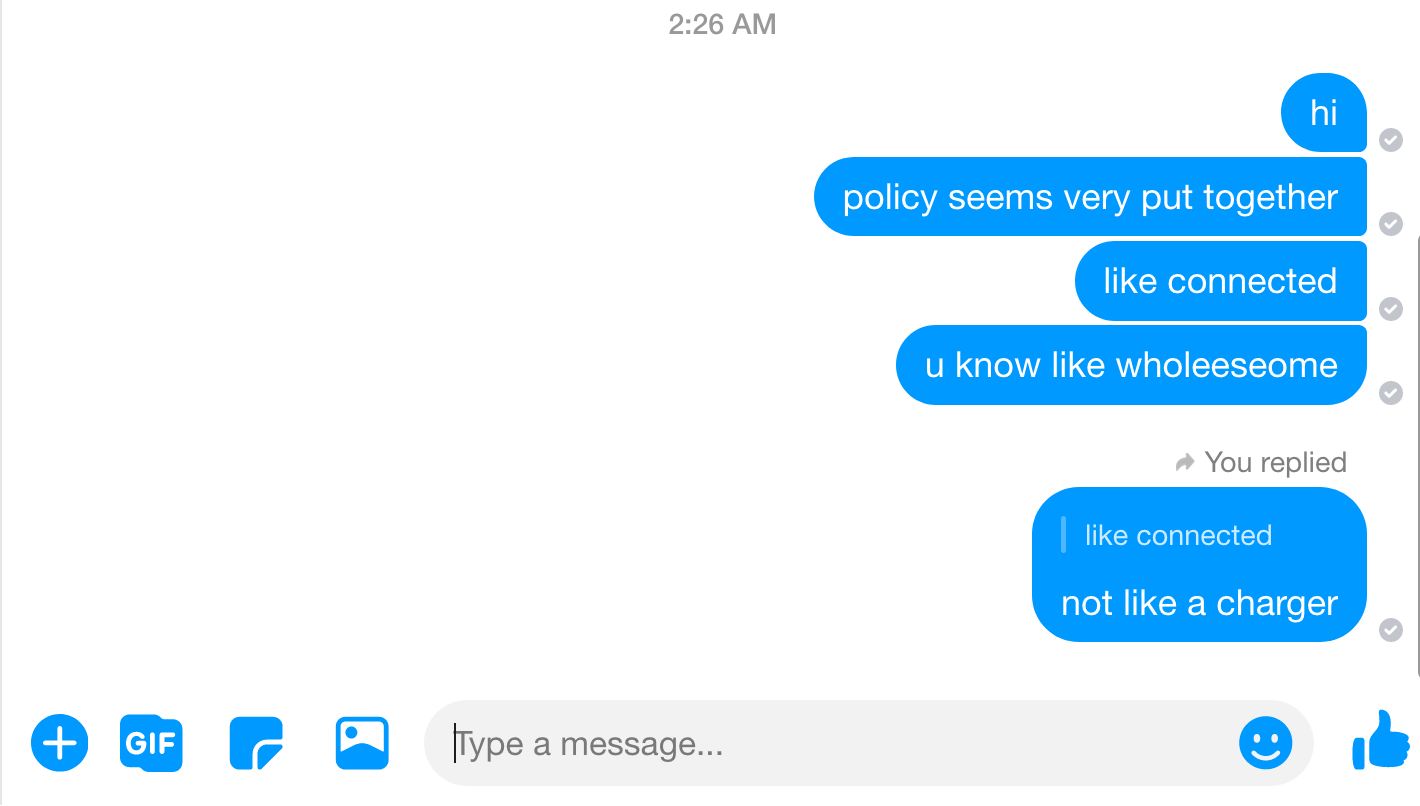 2:26 AM
hi
policy seems very put together
like connected
u know like wholeeseome
You replied
like connected
not like a charger
GIF
Type a message...